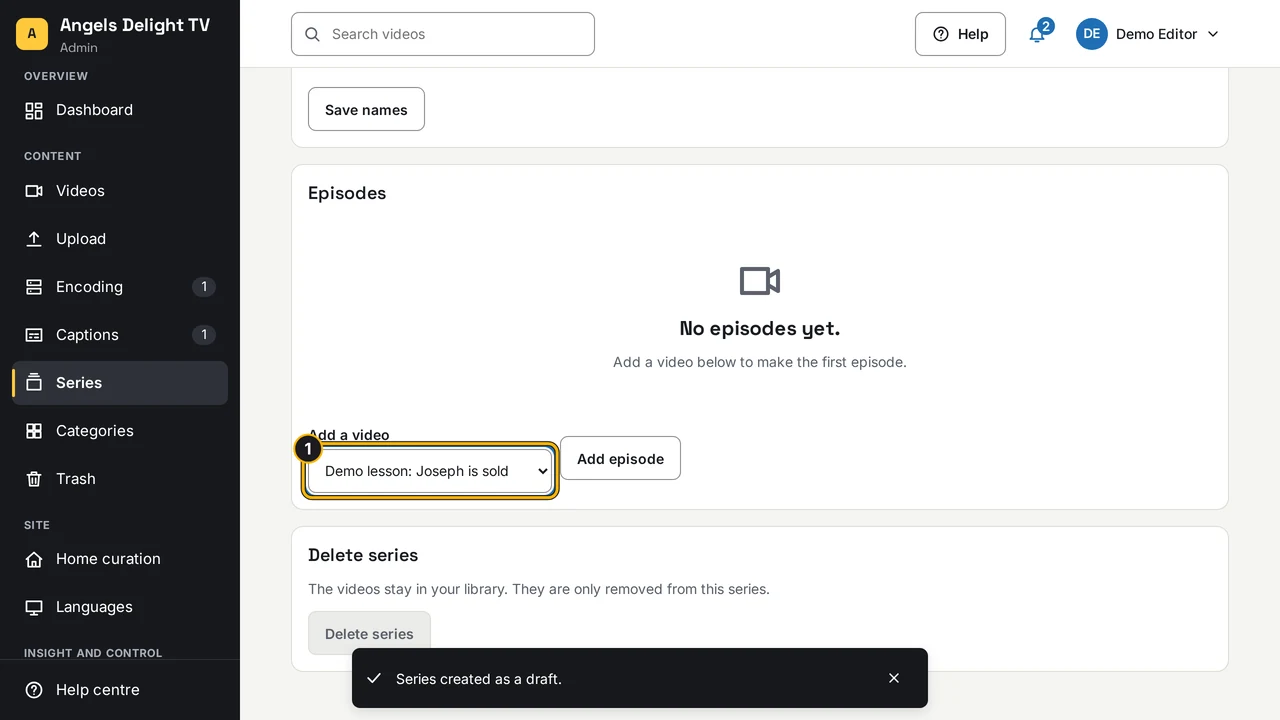 A
Angels Delight TV
Admin
OVERVIEW
Dashboard
CONTENT
Videos
Upload
Encoding 1
Captions 1
Series
Categories
Trash
SITE
Home curation
Languages
INSIGHT AND CONTROL
Help centre
Search videos
Help
2
DE Demo Editor
Save names
Episodes
No episodes yet.
Add a video below to make the first episode.
Add a video
1
Demo lesson: Joseph is sold
Add episode
Delete series
The videos stay in your library. They are only removed from this series.
Delete series
Series created as a draft.